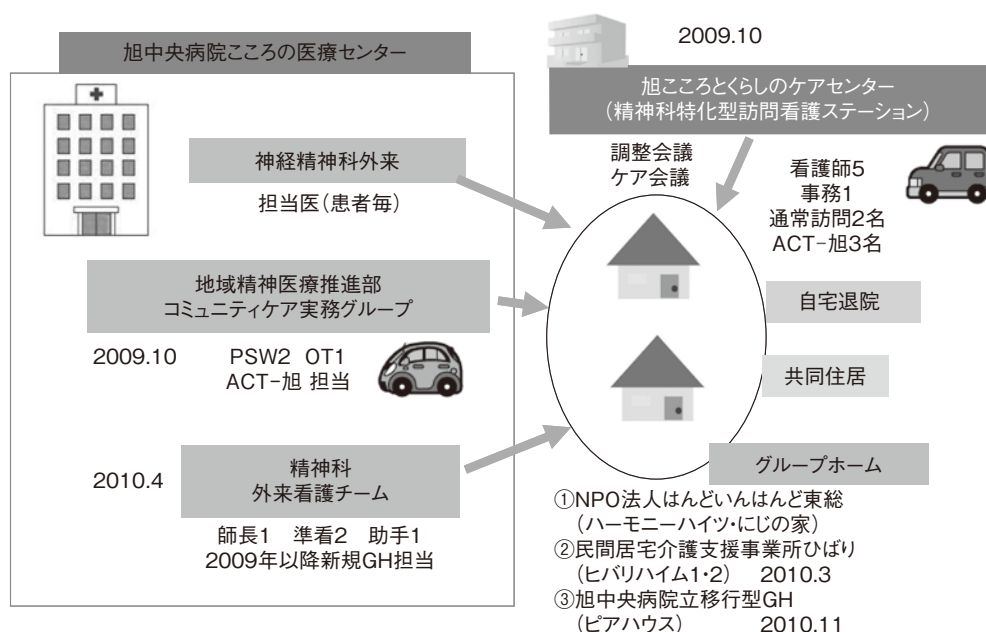 旭中央病院こころの医療センター
神経精神科外来
担当医（患者毎）
地域精神医療推進部
コミュニティケア実務グループ
2009.10 PSW2 OT1
ACT−旭 担当
2010.4
精神科
外来看護チーム
師長1 準看2 助手1
2009年以降新規GH担当
2009.10
旭こころとくらしのケアセンター
（精神科特化型訪問看護ステーション）
調整会議
ケア会議
看護師5
事務1
通常訪問2名
ACT−旭3名
自宅退院
共同住居
グループホーム
①NPO法人はんどいんはんど東総
（ハーモニーハイツ・にじの家）
②民間居宅介護支援事業所ひばり
（ヒバリハイム1・2） 2010.3
③旭中央病院立移行型GH
（ピアハウス） 2010.11